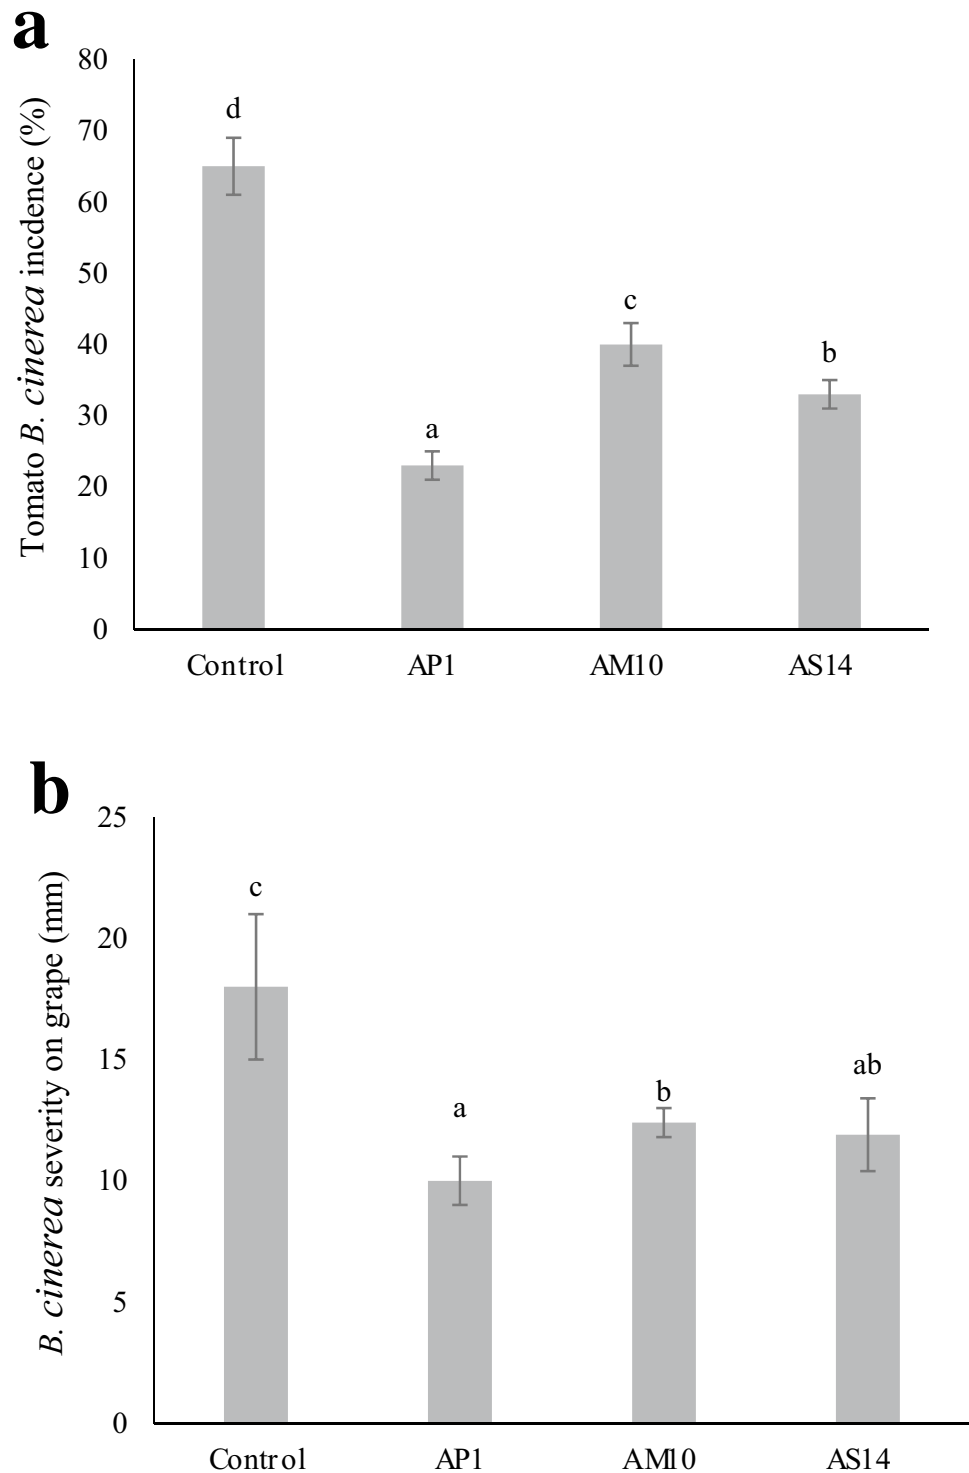 a
80
70
60
50
40
30
20
10
0
Tomato B. cinerea incdence (%)
d
a
c
b
Control AP1 AM10 AS14
b
25
20
15
10
5
0
B. cinerea severity on grape (mm)
c
a
b
ab
Control AP1 AM10 AS14